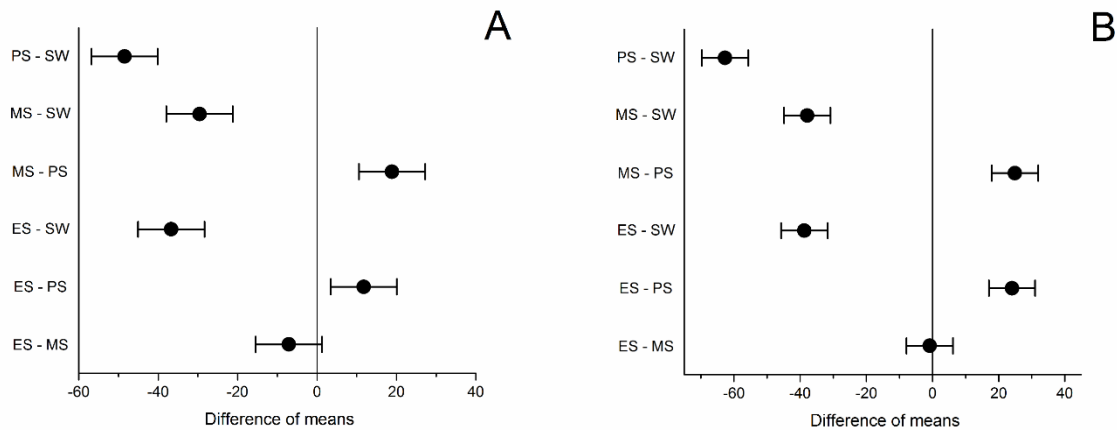 A
PS - SW
MS - SW
MS - PS
ES - SW
ES - PS
ES - MS
-60 -40 -20 0 20 40
Difference of means
B
PS - SW
MS - SW
MS - PS
ES - SW
ES - PS
ES - MS
-60 -40 -20 0 20 40
Difference of means